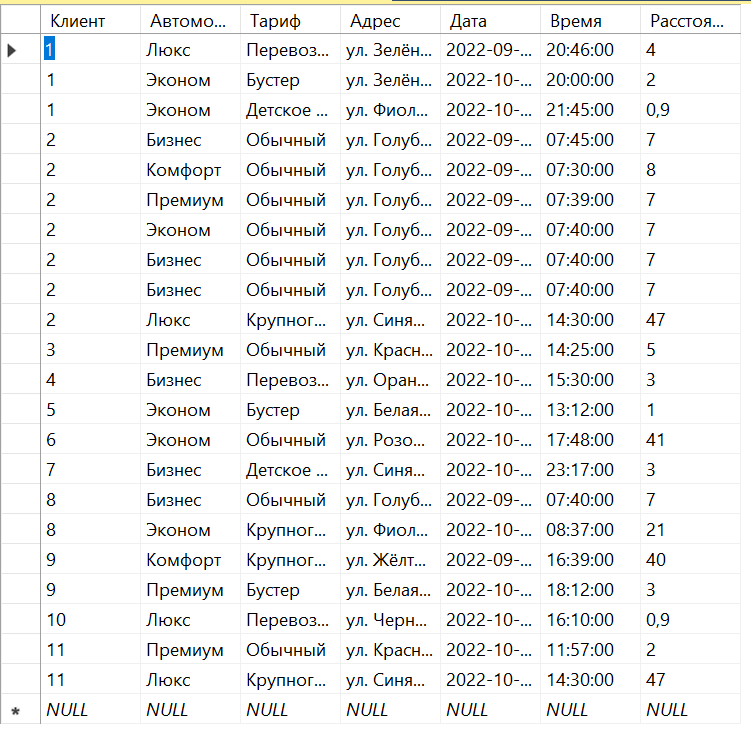 Клиент Автомо... Тариф Адрес Дата Время Расстоя...
1 Люкс Перевоз... ул. Зелён... 2022-09-... 20:46:00 4
1 Эконом Бустер ул. Зелён... 2022-10-... 20:00:00 2
1 Эконом Детское ... ул. Фиол... 2022-10-... 21:45:00 0,9
2 Бизнес Обычный ул. Голуб... 2022-09-... 07:45:00 7
2 Комфорт Обычный ул. Голуб... 2022-09-... 07:30:00 8
2 Премиум Обычный ул. Голуб... 2022-09-... 07:39:00 7
2 Эконом Обычный ул. Голуб... 2022-09-... 07:40:00 7
2 Бизнес Обычный ул. Голуб... 2022-09-... 07:40:00 7
2 Бизнес Обычный ул. Голуб... 2022-09-... 07:40:00 7
2 Люкс Крупног... ул. Синя... 2022-10-... 14:30:00 47
3 Премиум Обычный ул. Красн... 2022-10-... 14:25:00 5
4 Бизнес Перевоз... ул. Оран... 2022-10-... 15:30:00 3
5 Эконом Бустер ул. Белая... 2022-10-... 13:12:00 1
6 Эконом Обычный ул. Розо... 2022-10-... 17:48:00 41
7 Бизнес Детское ... ул. Синя... 2022-10-... 23:17:00 3
8 Бизнес Обычный ул. Голуб... 2022-09-... 07:40:00 7
8 Эконом Крупног... ул. Фиол... 2022-10-... 08:37:00 21
9 Комфорт Крупног... ул. Жёлт... 2022-09-... 16:39:00 40
9 Премиум Бустер ул. Белая... 2022-10-... 18:12:00 3
10 Люкс Перевоз... ул. Черн... 2022-10-... 16:10:00 0,9
11 Премиум Обычный ул. Красн... 2022-10-... 11:57:00 2
11 Люкс Крупног... ул. Синя... 2022-10-... 14:30:00 47
NULL NULL NULL NULL NULL NULL NULL